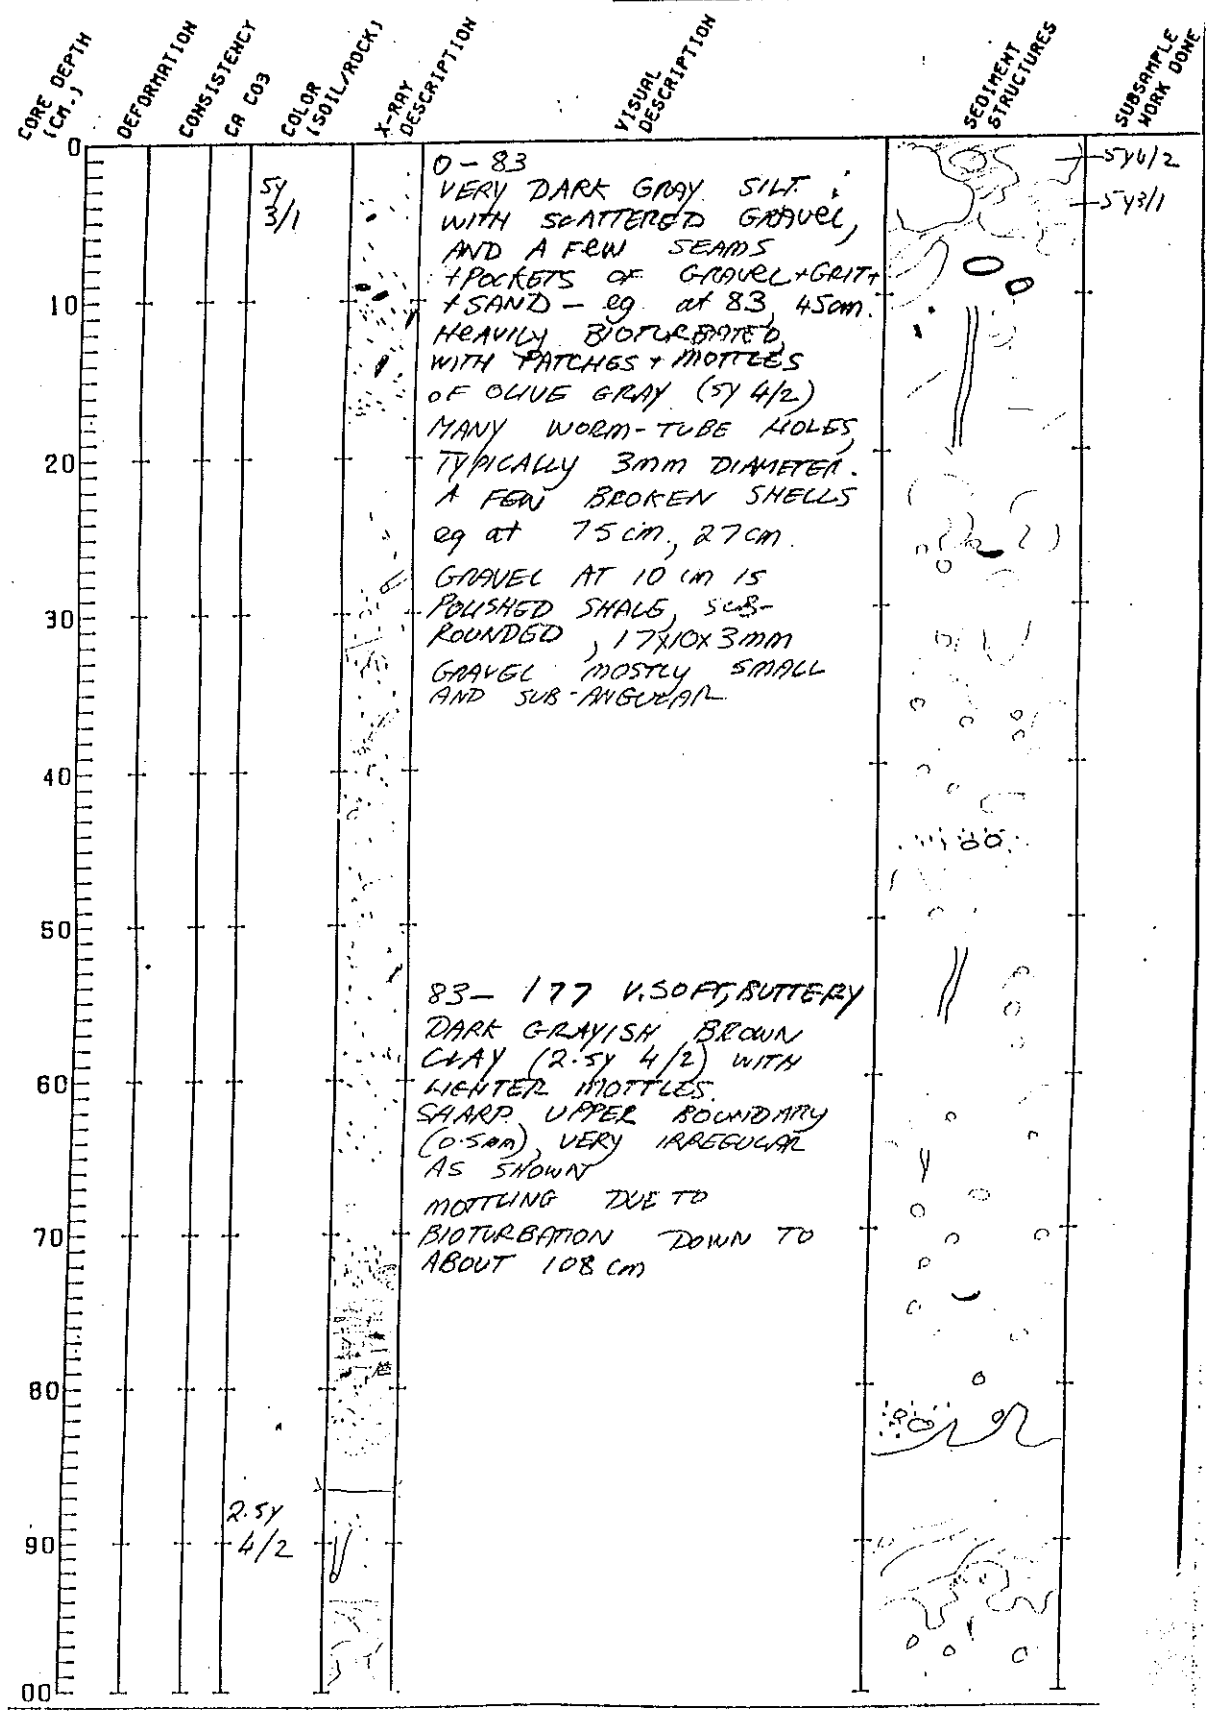 CORE DEPTH
(CM.)
DEFORMATION
CONSISTENCY
CA CO3
COLOR
(SOIL/ROCK)
X-RAY
DESCRIPTION
VISUAL
DESCRIPTION
SEDIMENT
STRUCTURES
SUBSAMPLE
WORK DONE
0
10
20
30
40
50
60
70
80
90
00
5Y
3/1
2.5Y
4/2
0-83
VERY DARK GRAY SILT
WITH SCATTERED GRAVEL,
AND A FEW SEAMS
+POCKETS OF GRAVEL+GRIT+
+SAND - eg. at 83, 45cm.
HEAVILY BIOTURBATED,
WITH PATCHES + MOTTLES
OF OLIVE GRAY (5Y 4/2)
MANY WORM-TUBE HOLES,
TYPICALLY 3mm DIAMETER.
A FEW BROKEN SHELLS
eg at 75 cm, 27cm.
GRAVEL AT 10 cm IS
POLISHED SHALE, SUB-
ROUNDED, 17x10x3mm
GRAVEL MOSTLY SMALL
AND SUB-ANGULAR
83-177 V.SOFT, BUTTERY
DARK GRAYISH BROWN
CLAY (2.5Y 4/2) WITH
LIGHTER MOTTLES.
SHARP UPPER BOUNDARY
(0.5mm), VERY IRREGULAR
AS SHOWN
MOTTLING DUE TO
BIOTURBATION DOWN TO
ABOUT 108 cm
5Y3/1